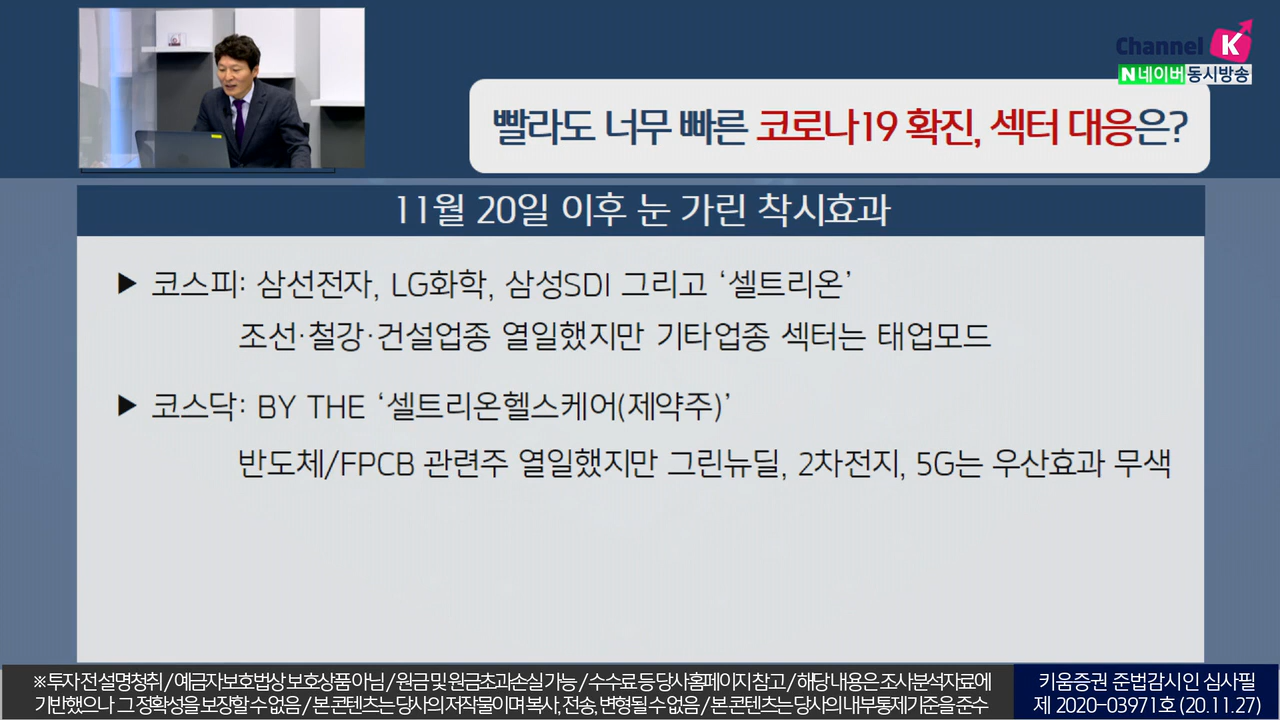 Channel K
N 네이버 동시방송
빨라도 너무 빠른 코로나19 확진, 섹터 대응은?
11월 20일 이후 눈 가린 착시효과
▶ 코스피: 삼선전자, LG화학, 삼성SDI 그리고 ‘셀트리온’
조선·철강·건설업종 열일했지만 기타업종 섹터는 태업모드
▶ 코스닥: BY THE ‘셀트리온헬스케어(제약주)’
반도체/FPCB 관련주 열일했지만 그린뉴딜, 2차전지, 5G는 우산효과 무색
※ 투자 전 설명청취 / 예금자보호법상 보호상품 아님 / 원금 및 원금초과손실 가능 / 수수료 등 당사홈페이지 참고 / 해당 내용은 조사분석자료에
기반했으나 그 정확성을 보장할 수 없음 / 본 콘텐츠는 당사의 저작물이며 복사, 전송, 변형될 수 없음 / 본 콘텐츠는 당사의 내부통제기준을 준수
키움증권 준법감시인 심사필
제 2020-03971호 (20.11.27)